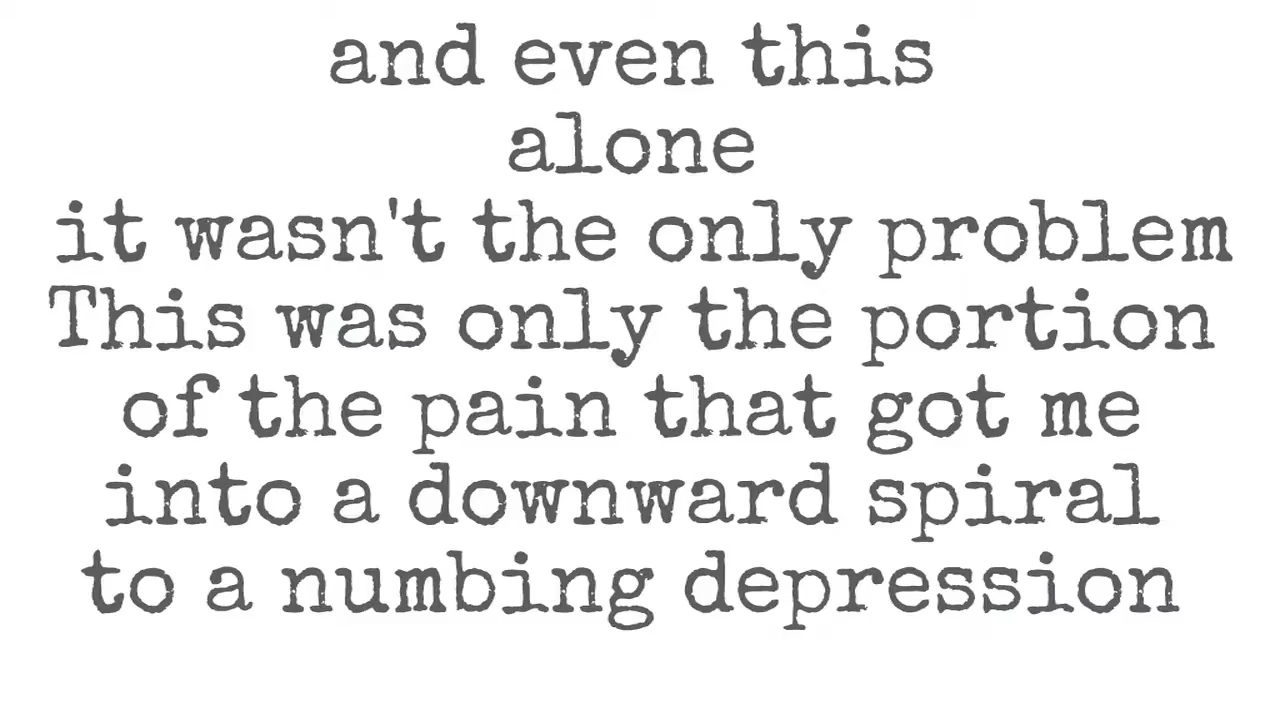 and even this
alone
it wasn't the only problem
This was only the portion
of the pain that got me
into a downward spiral
to a numbing depression